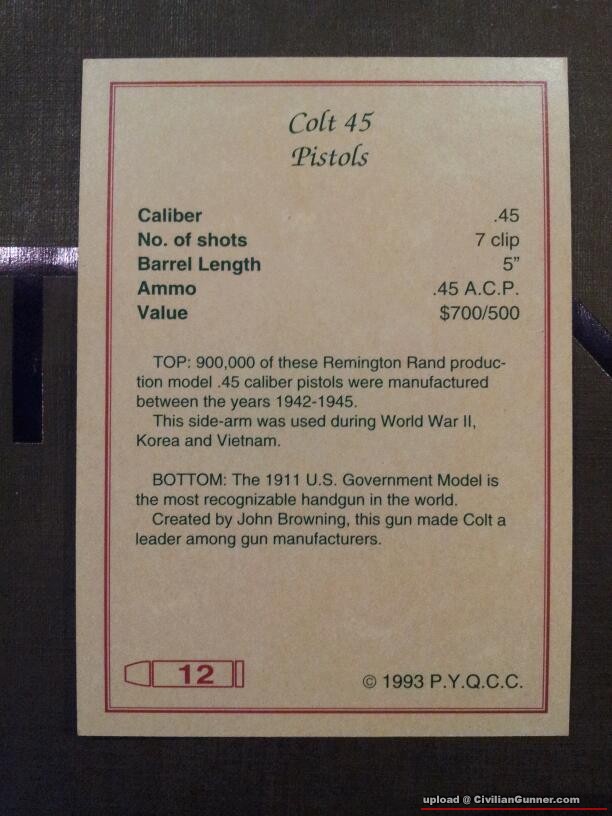 Colt 45
Pistols
Caliber .45
No. of shots 7 clip
Barrel Length 5”
Ammo .45 A.C.P.
Value $700/500
TOP: 900,000 of these Remington Rand produc-
tion model .45 caliber pistols were manufactured
between the years 1942-1945.
This side-arm was used during World War II,
Korea and Vietnam.
BOTTOM: The 1911 U.S. Government Model is
the most recognizable handgun in the world.
Created by John Browning, this gun made Colt a
leader among gun manufacturers.
12
© 1993 P.Y.Q.C.C.
upload @ CivilianGunner.com